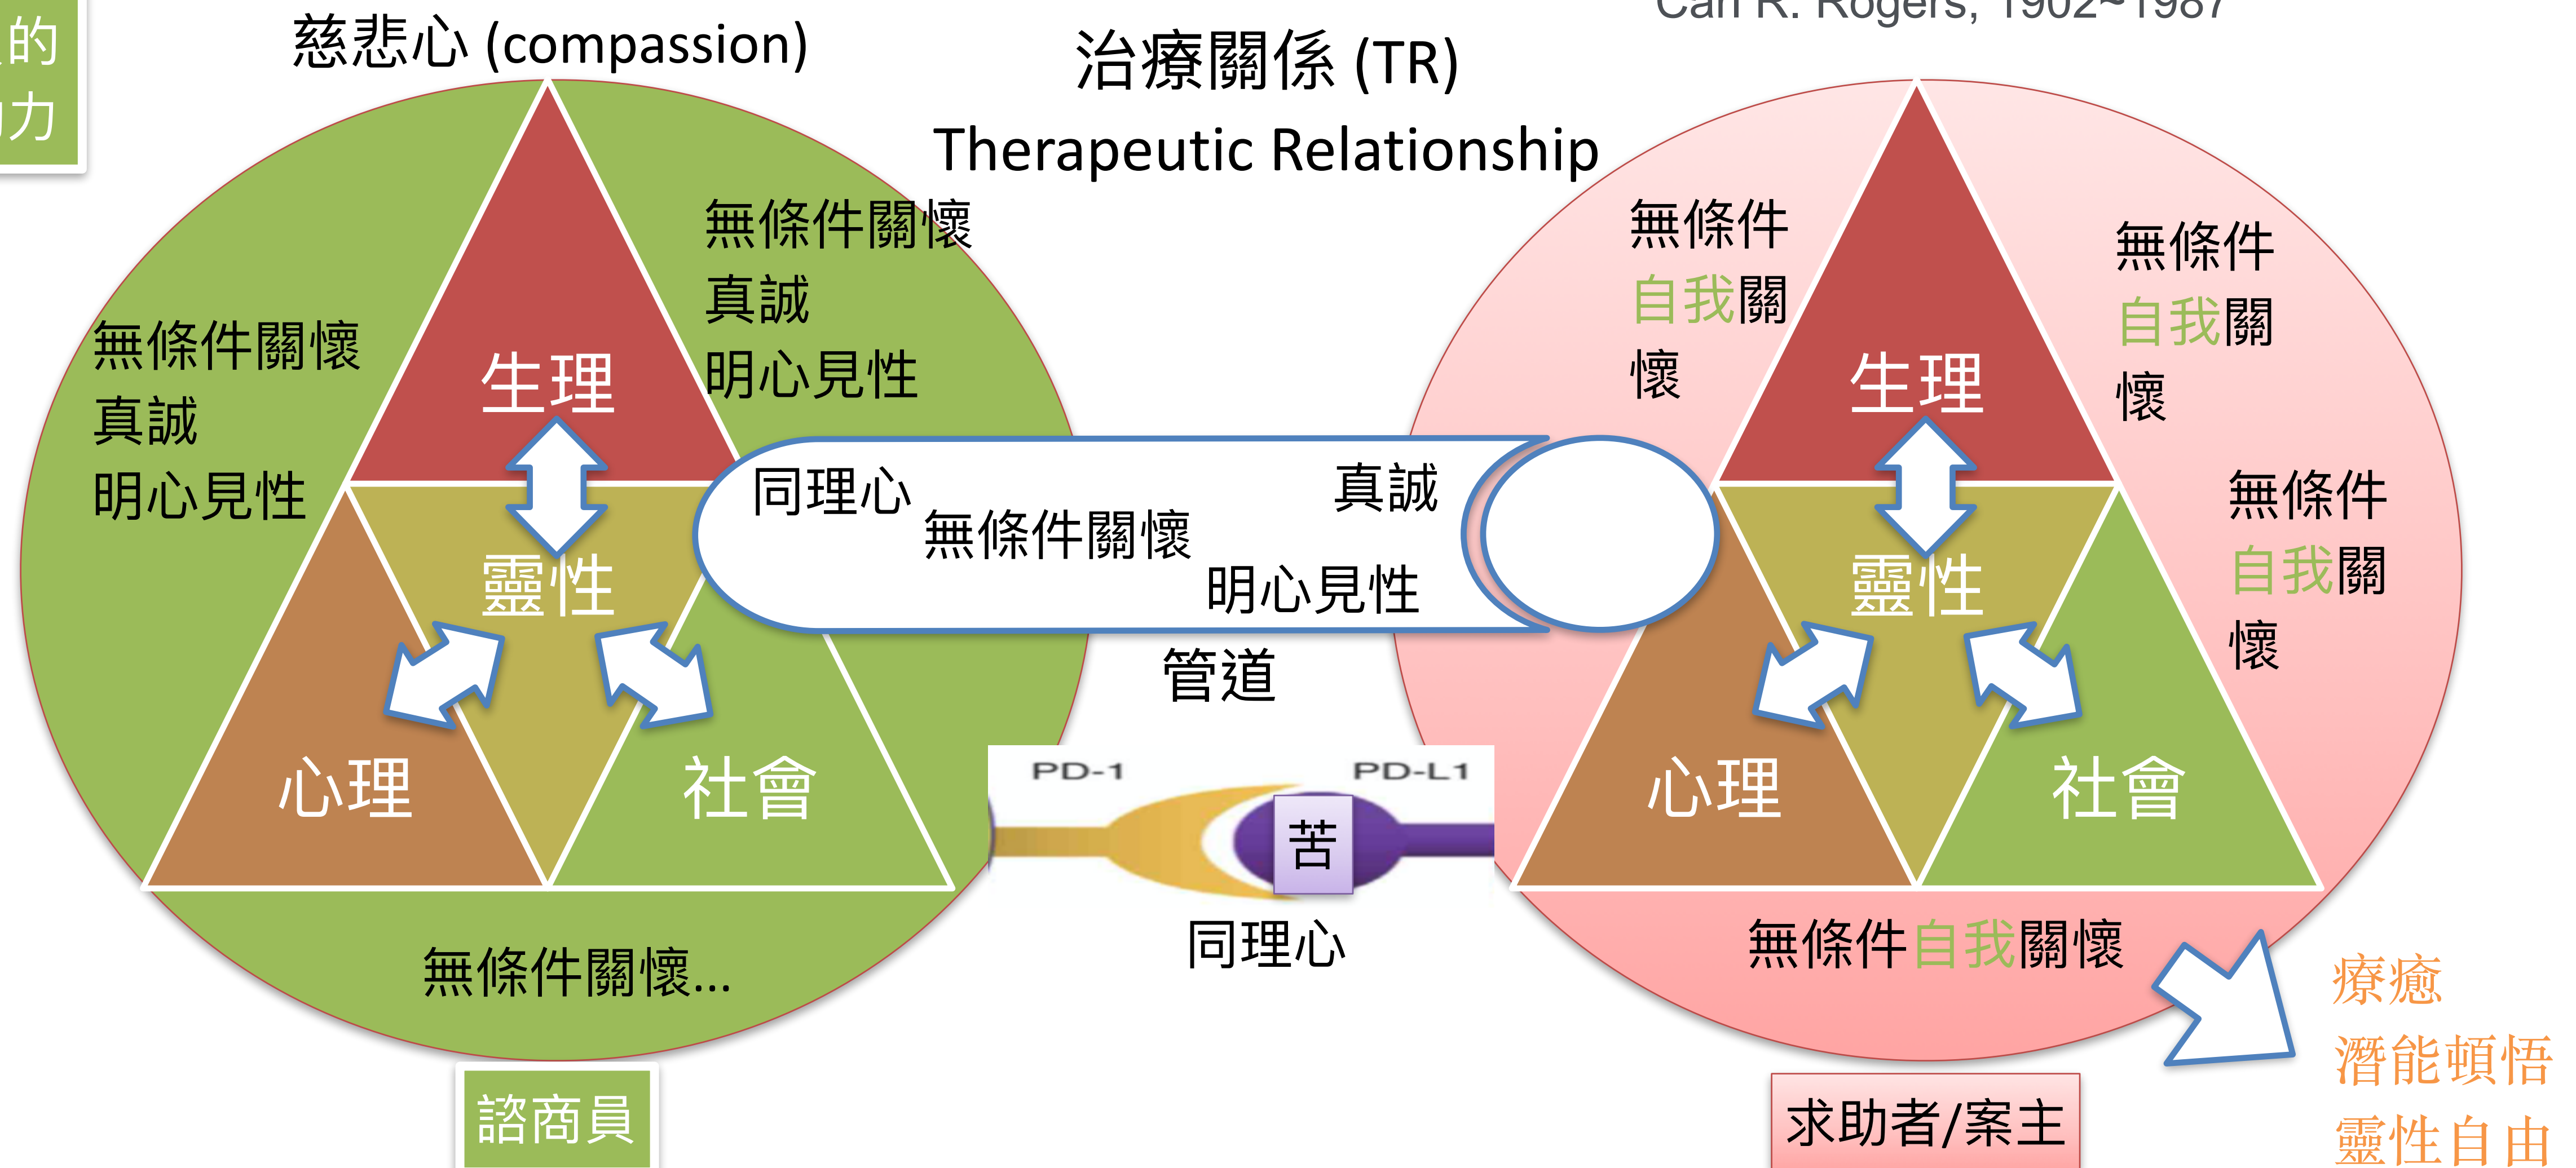 的
力
慈悲心 (compassion)
治療關係 (TR)
Therapeutic Relationship
Carl R. Rogers, 1902~1987
無條件關懷
真誠
明心見性
無條件關懷
真誠
明心見性
生理
靈性
心理
社會
無條件關懷...
諮商員
同理心
無條件關懷
真誠
明心見性
管道
PD-1
PD-L1
苦
同理心
無條件
自我關
懷
無條件
自我關
懷
無條件
自我關
懷
生理
靈性
心理
社會
無條件自我關懷
求助者/案主
療癒
潛能頓悟
靈性自由